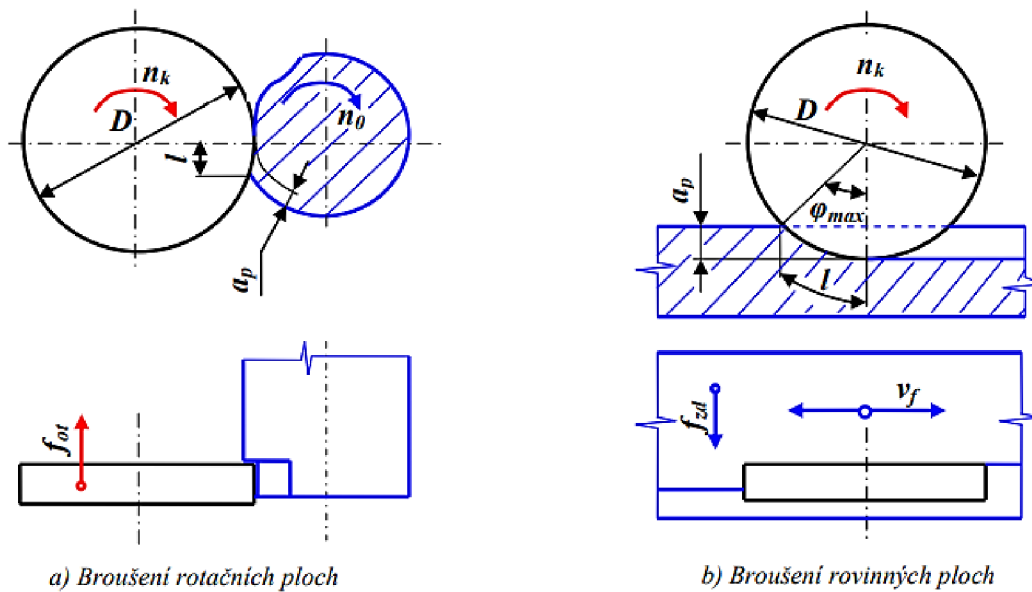 n_k
D
n_0
l
a_p
f_ot
a) Broušení rotačních ploch
n_k
D
a_p
φ_max
l
f_zd
v_f
b) Broušení rovinných ploch